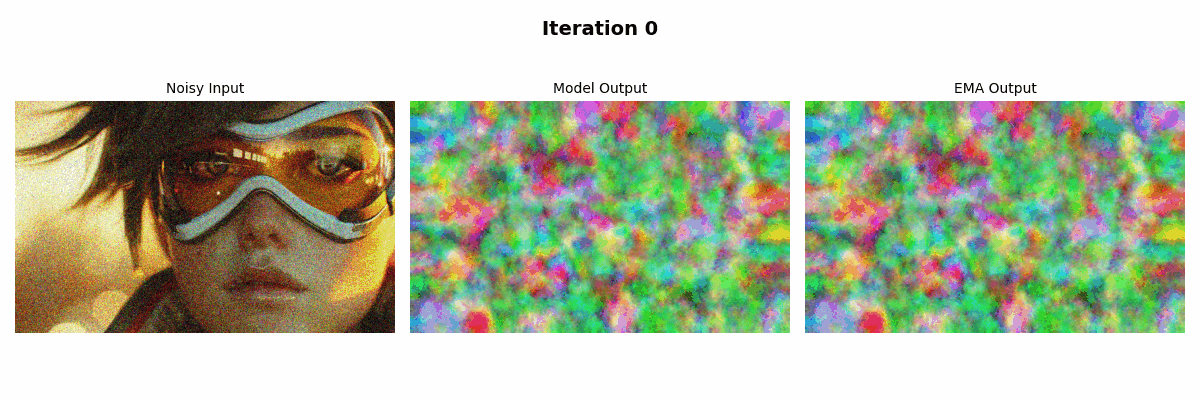 Iteration 0
Noisy Input
Model Output
EMA Output